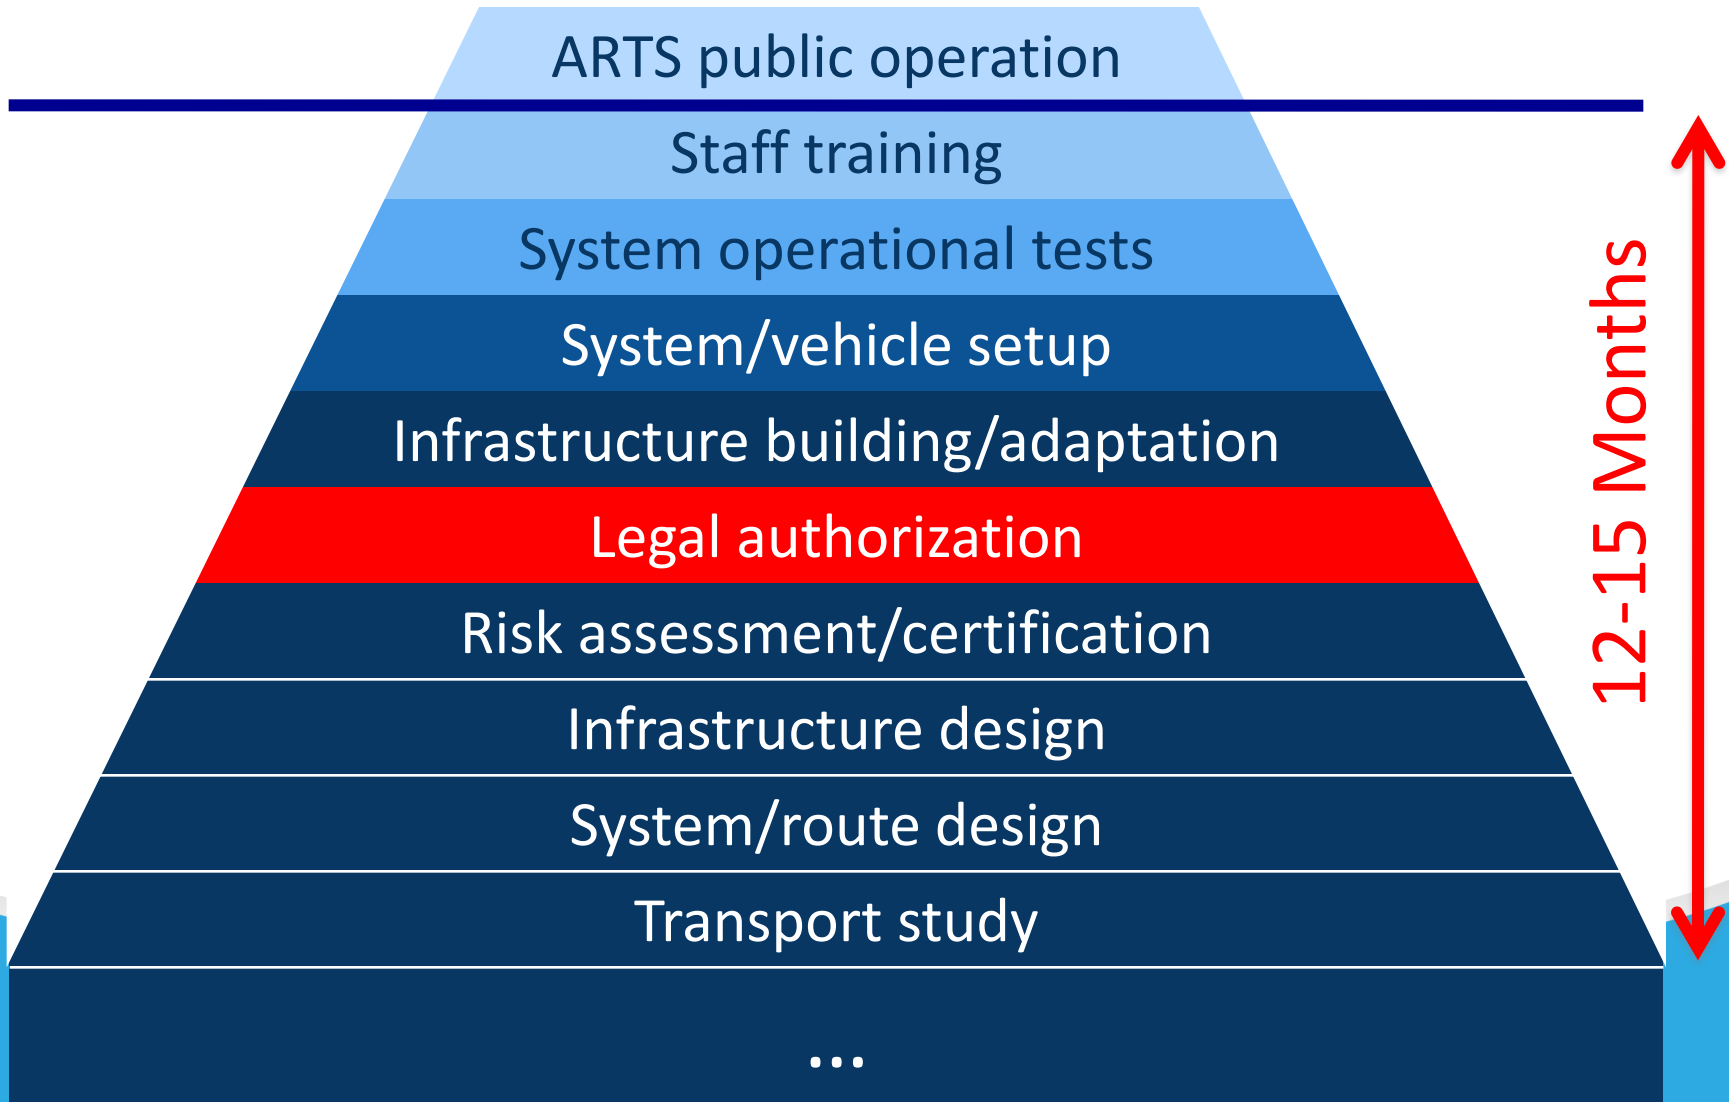 ARTS public operation
Staff training
System operational tests
System/vehicle setup
Infrastructure building/adaptation
Legal authorization
Risk assessment/certification
Infrastructure design
System/route design
Transport study
...
12-15 Months